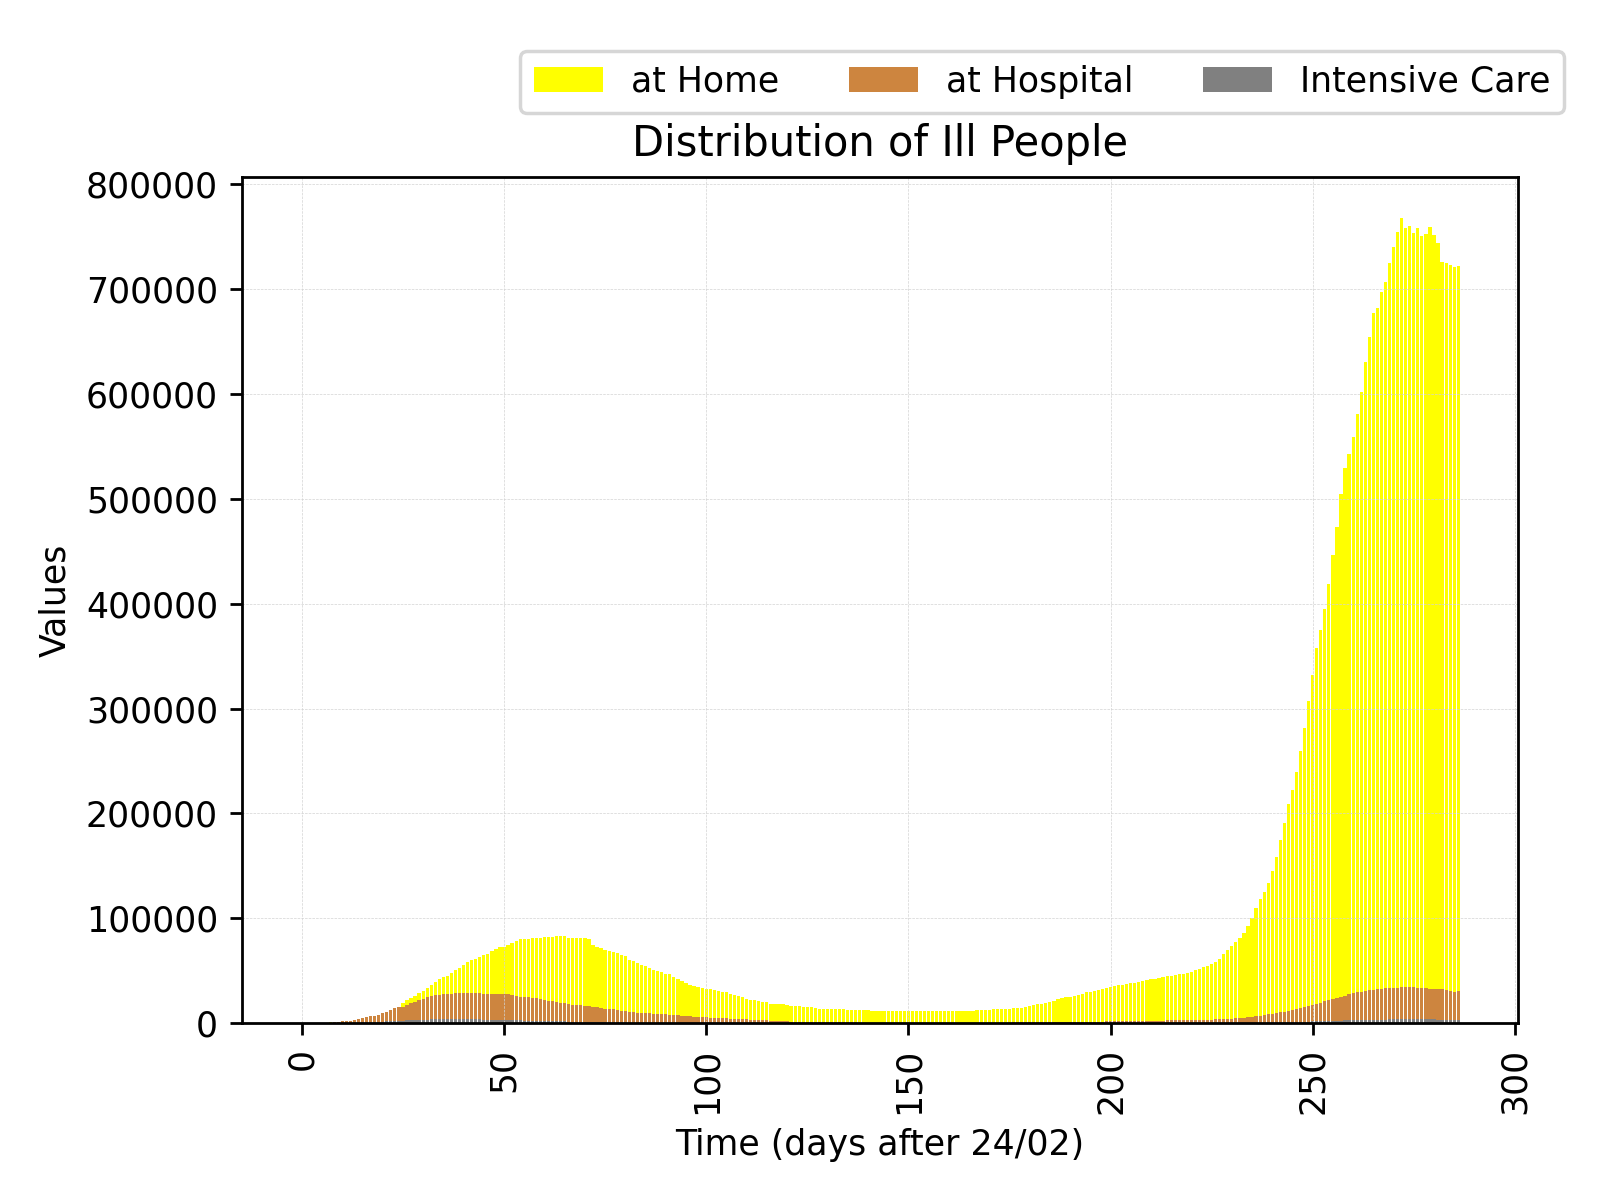 at Home at Hospital Intensive Care
Distribution of Ill People
800000
700000
600000
500000
400000
300000
200000
100000
0
Values
0 50 100 150 200 250 300
Time (days after 24/02)